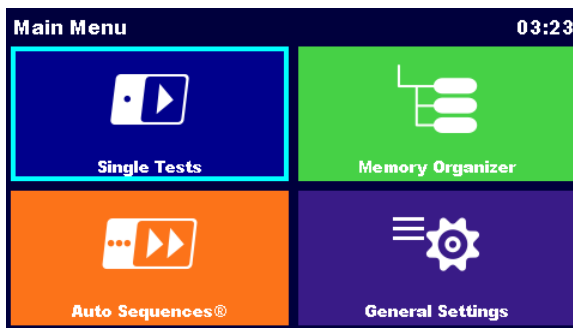 Main Menu 03:23
Single Tests
Memory Organizer
Auto Sequences®
General Settings